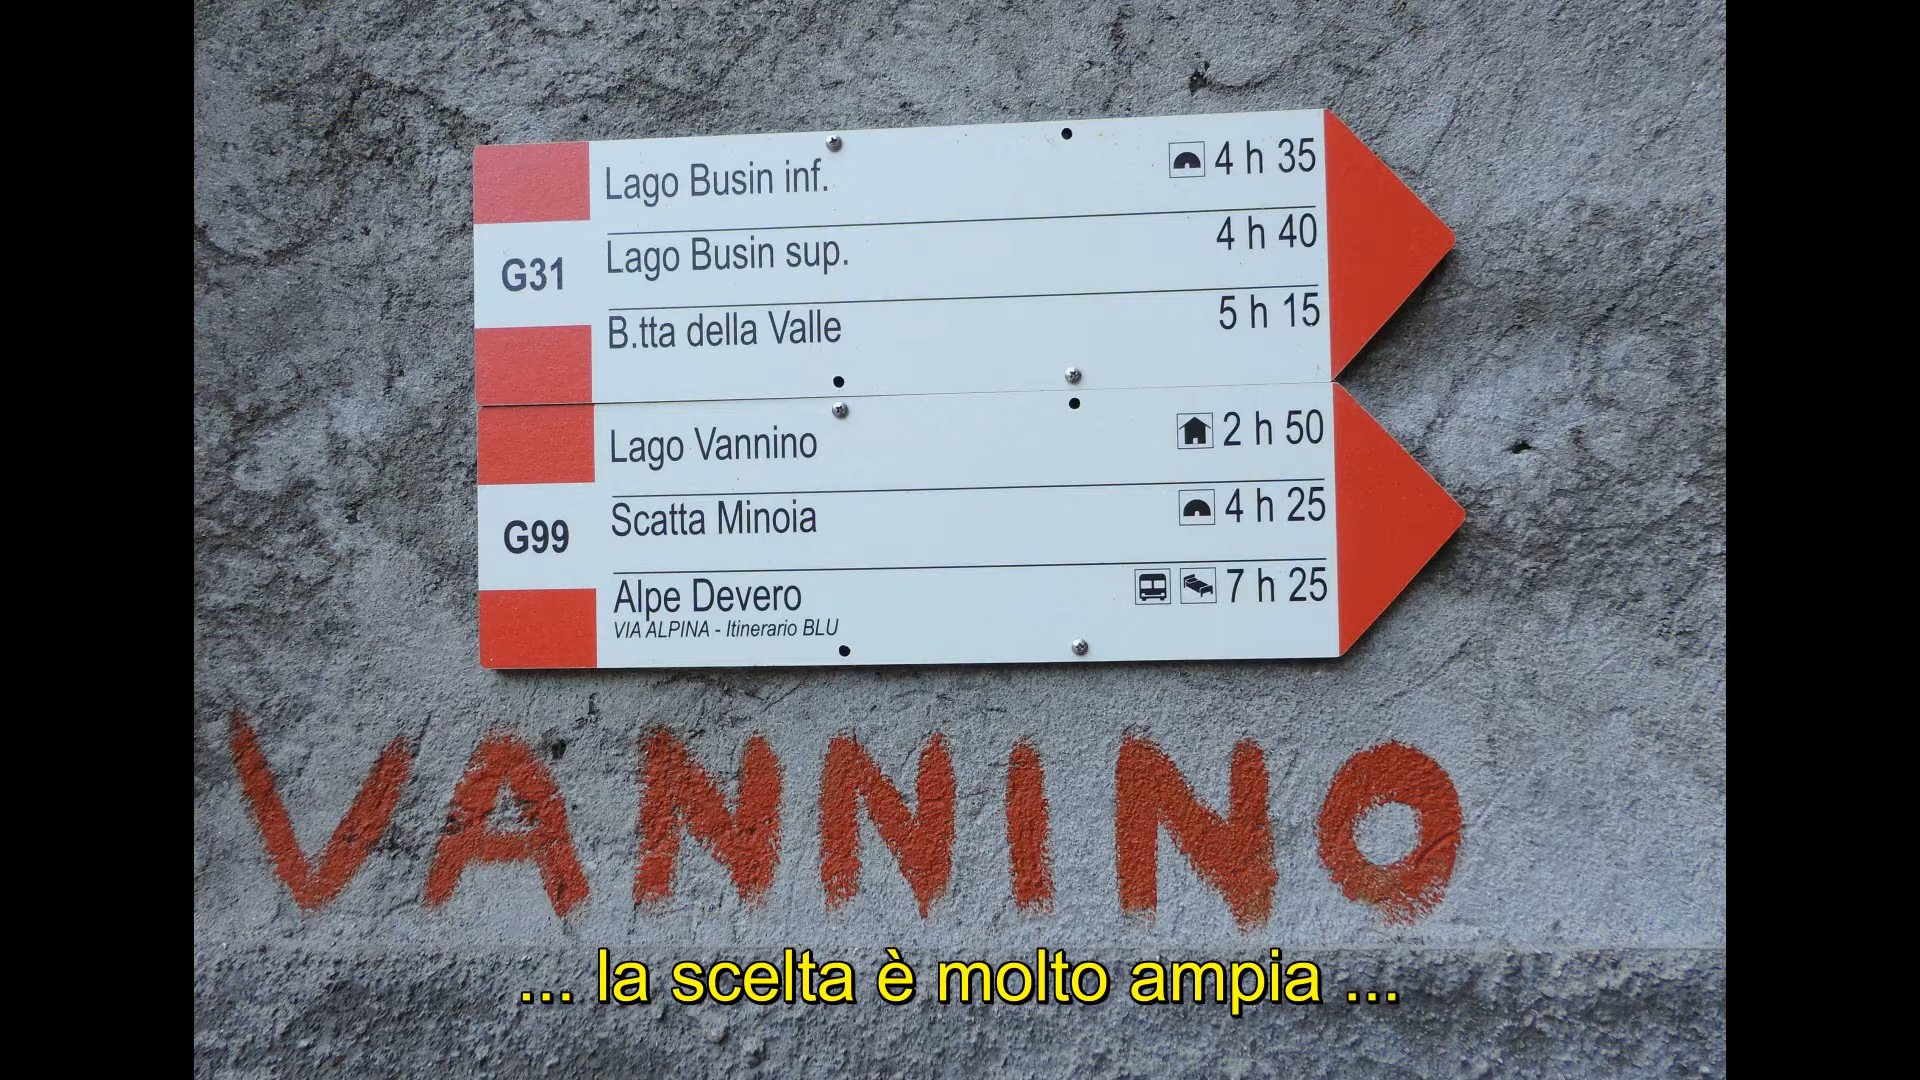 Lago Busin inf. 4 h 35
G31
Lago Busin sup. 4 h 40
B.tta della Valle 5 h 15
Lago Vannino 2 h 50
G99
Scatta Minoia 4 h 25
Alpe Devero 7 h 25
VIA ALPINA - Itinerario BLU
VANNINO
... la scelta è molto ampia ...